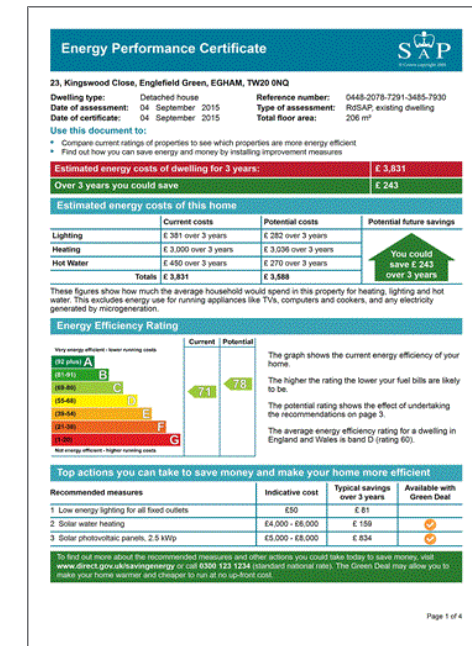 Energy Performance Certificate
SAP
© Crown copyright 2009
23, Kingswood Close, Englefield Green, EGHAM, TW20 0NQ
Dwelling type: Detached house
Reference number: 0448-2078-7291-3485-7930
Date of assessment: 04 September 2015
Type of assessment: RdSAP, existing dwelling
Date of certificate: 04 September 2015
Total floor area: 206 m²
Use this document to:
• Compare current ratings of properties to see which properties are more energy efficient
• Find out how you can save energy and money by installing improvement measures
Estimated energy costs of dwelling for 3 years: £ 3,831
Over 3 years you could save £ 243
Estimated energy costs of this home
Current costs Potential costs Potential future savings
Lighting £ 381 over 3 years £ 282 over 3 years
Heating £ 3,000 over 3 years £ 3,036 over 3 years
Hot Water £ 450 over 3 years £ 270 over 3 years
Totals £ 3,831 £ 3,588
You could
save £ 243
over 3 years
These figures show how much the average household would spend in this property for heating, lighting and hot
water. This excludes energy use for running appliances like TVs, computers and cookers, and any electricity
generated by microgeneration.
Energy Efficiency Rating
Current Potential
Very energy efficient - lower running costs
(92 plus) A
(81-91) B
(69-80) C
(55-68) D
(39-54) E
(21-38) F
(1-20) G
Not energy efficient - higher running costs
71
78
The graph shows the current energy efficiency of your
home.
The higher the rating the lower your fuel bills are likely
to be.
The potential rating shows the effect of undertaking
the recommendations on page 3.
The average energy efficiency rating for a dwelling in
England and Wales is band D (rating 60).
Top actions you can take to save money and make your home more efficient
Recommended measures Indicative cost Typical savings over 3 years Available with Green Deal
1 Low energy lighting for all fixed outlets £50 £ 81
2 Solar water heating £4,000 - £6,000 £ 159
3 Solar photovoltaic panels, 2.5 kWp £5,000 - £8,000 £ 834
To find out more about the recommended measures and other actions you could take today to save money, visit
www.direct.gov.uk/savingenergy or call 0300 123 1234 (standard national rate). The Green Deal may allow you to
make your home warmer and cheaper to run at no up-front cost.
Page 1 of 4